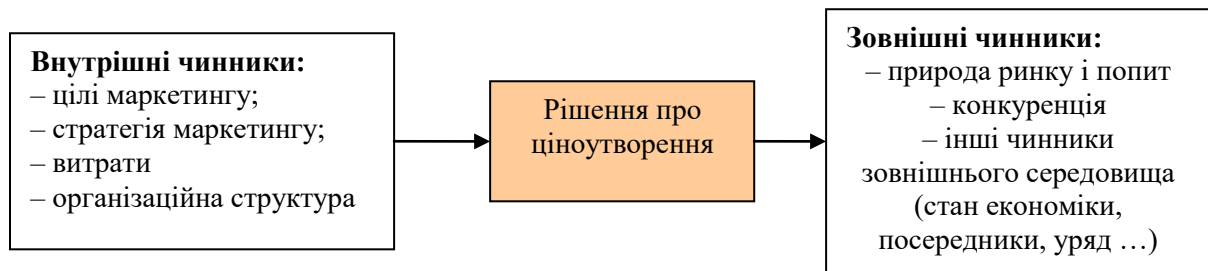 Внутрішні чинники:
– цілі маркетингу;
– стратегія маркетингу;
– витрати
– організаційна структура
Рішення про
ціноутворення
Зовнішні чинники:
– природа ринку і попит
– конкуренція
– інші чинники
зовнішнього середовища
(стан економіки,
посередники, уряд …)